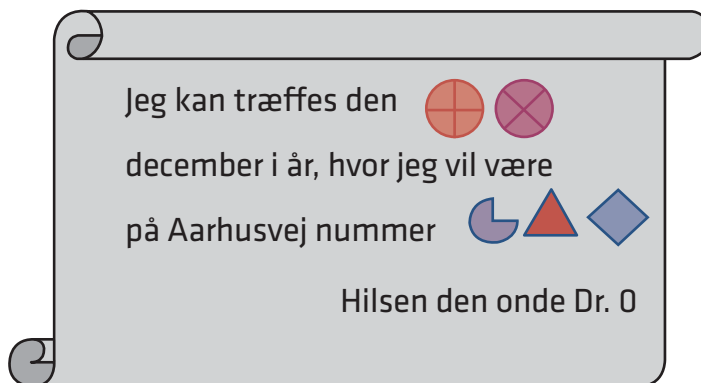 Jeg kan træffes den
december i år, hvor jeg vil være
på Aarhusvej nummer
Hilsen den onde Dr. O